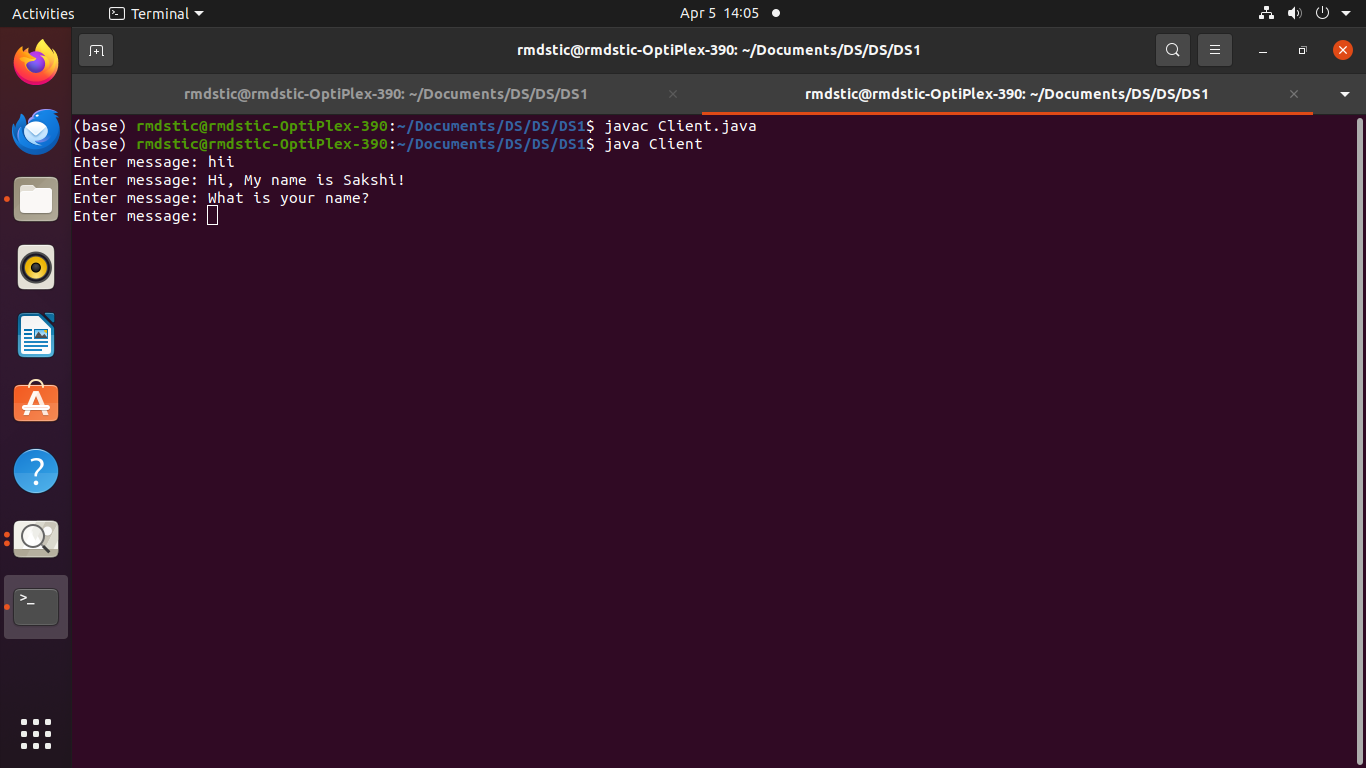 Activities Terminal Apr 5 14:05
rmdstic@rmdstic-OptiPlex-390: ~/Documents/DS/DS/DS1
rmdstic@rmdstic-OptiPlex-390: ~/Documents/DS/DS/DS1 rmdstic@rmdstic-OptiPlex-390: ~/Documents/DS/DS/DS1
(base) rmdstic@rmdstic-OptiPlex-390:~/Documents/DS/DS/DS1$ javac Client.java
(base) rmdstic@rmdstic-OptiPlex-390:~/Documents/DS/DS/DS1$ java Client
Enter message: hii
Enter message: Hi, My name is Sakshi!
Enter message: What is your name?
Enter message: